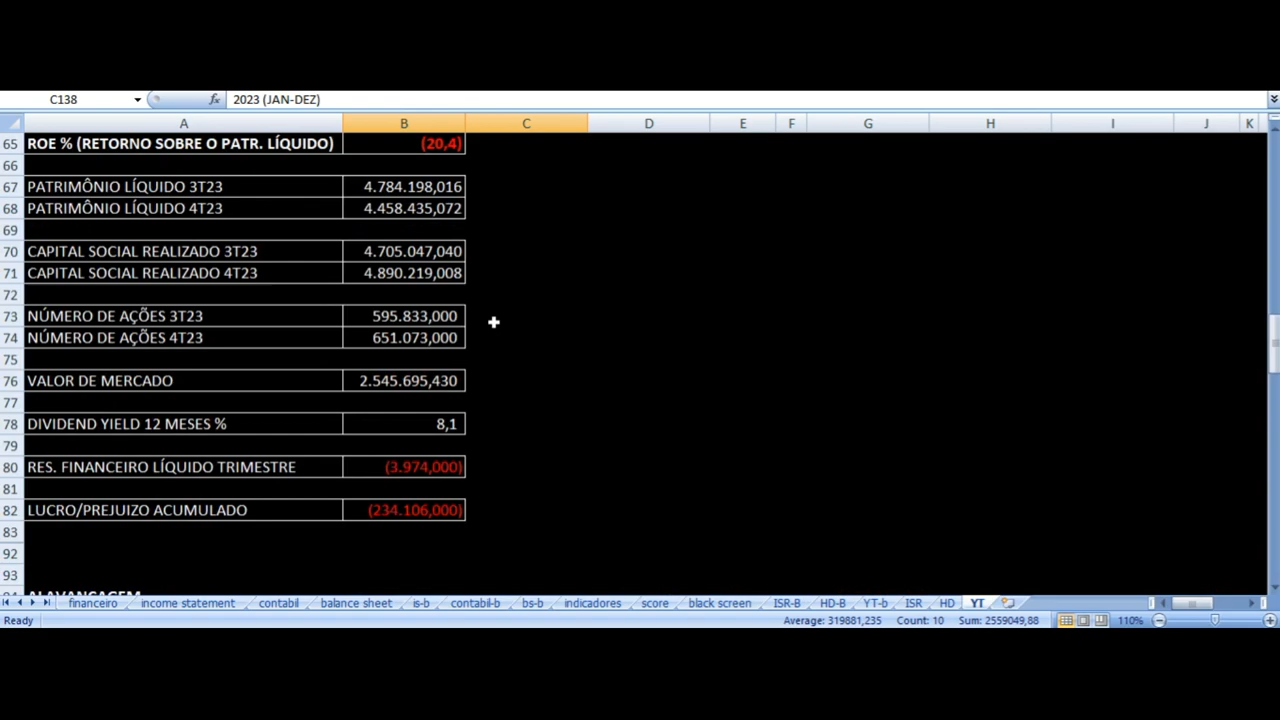 C138 fx 2023 (JAN-DEZ)
A B C D E F G H I J K
65 ROE % (RETORNO SOBRE O PATR. LÍQUIDO) (20,4)
66
67 PATRIMÔNIO LÍQUIDO 3T23 4.784.198,016
68 PATRIMÔNIO LÍQUIDO 4T23 4.458.435,072
69
70 CAPITAL SOCIAL REALIZADO 3T23 4.705.047,040
71 CAPITAL SOCIAL REALIZADO 4T23 4.890.219,008
72
73 NÚMERO DE AÇÕES 3T23 595.833,000
74 NÚMERO DE AÇÕES 4T23 651.073,000
75
76 VALOR DE MERCADO 2.545.695,430
77
78 DIVIDEND YIELD 12 MESES % 8,1
79
80 RES. FINANCEIRO LÍQUIDO TRIMESTRE (3.974,000)
81
82 LUCRO/PREJUIZO ACUMULADO (234.106,000)
83
92
93
94 ALAVANCAGEM
financeiro income statement contabil balance sheet is-b contabil-b bs-b indicadores score black screen ISR-B HD-B YT-b ISR HD YT
Ready Average: 319881,235 Count: 10 Sum: 2559049,88 110%